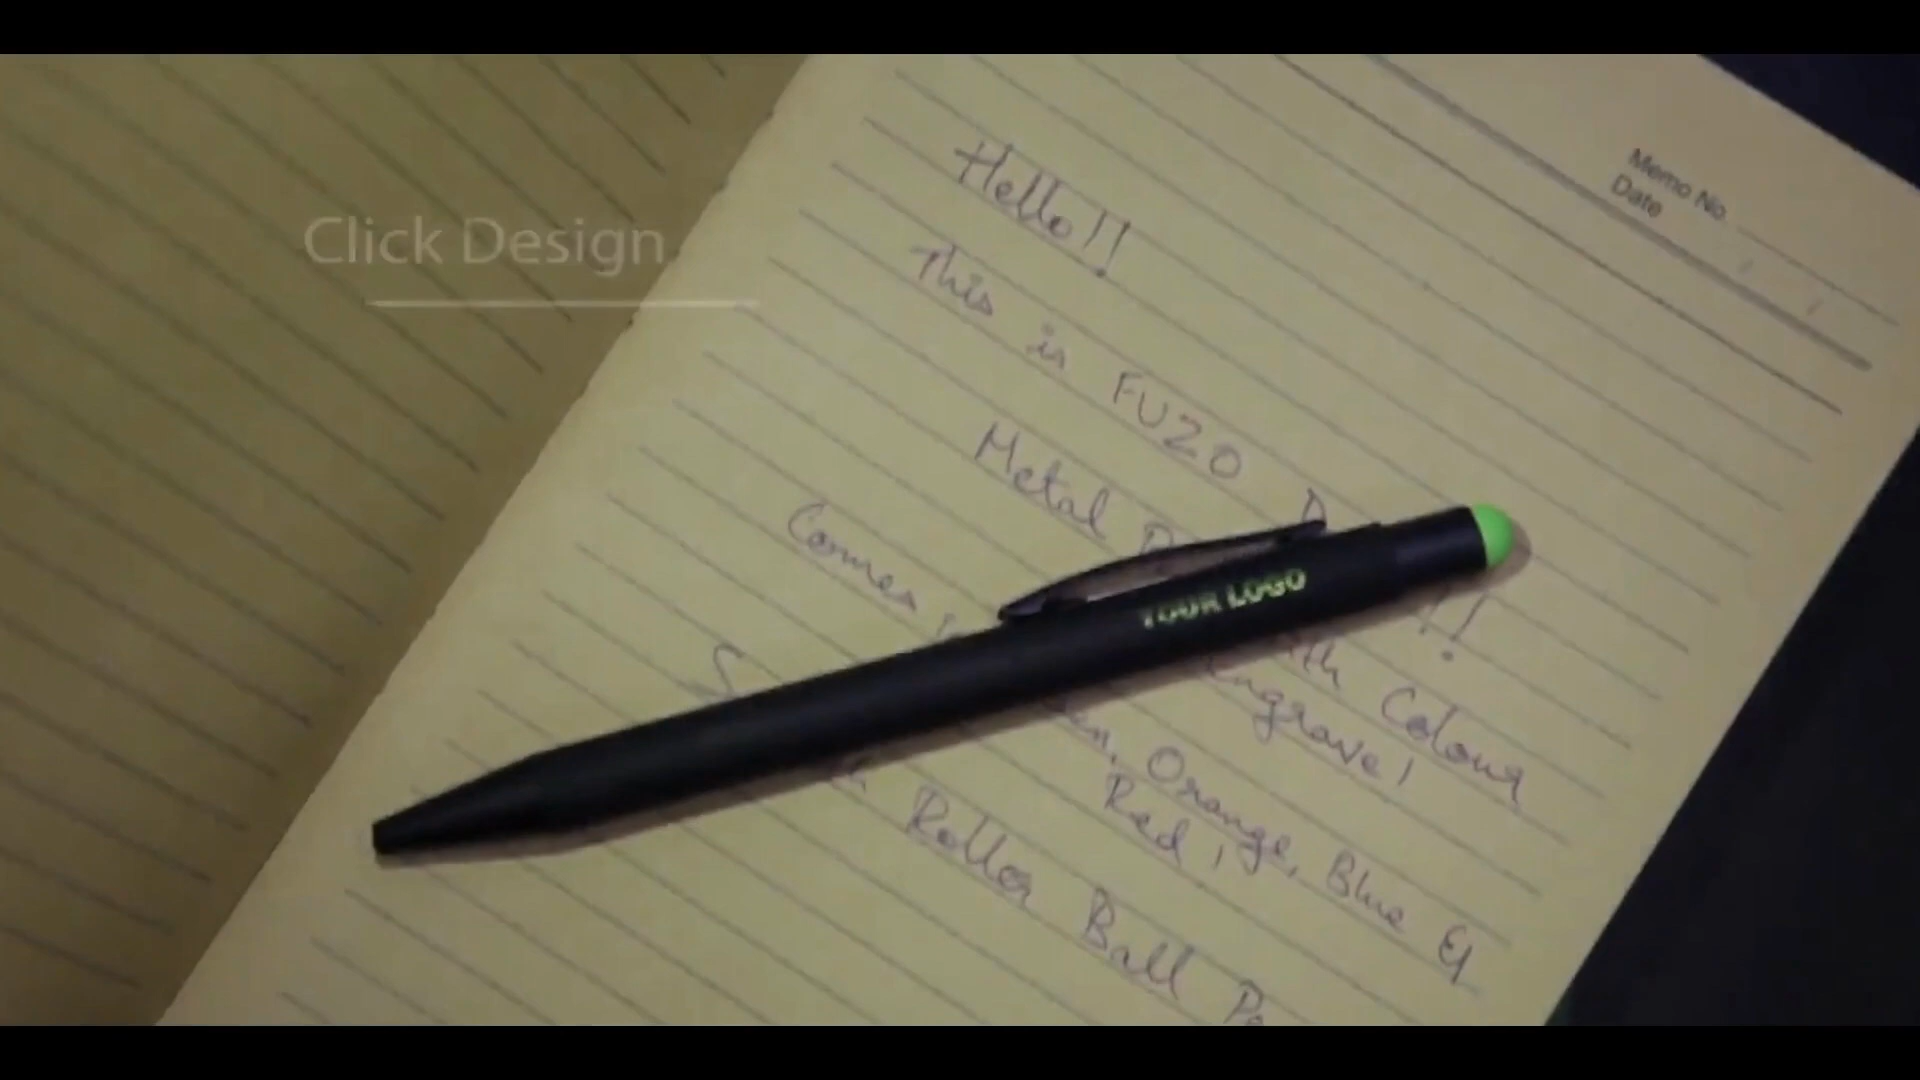 Click Design
Memo No.
Date
Hello!!
This is FUZO
Metal
!!
Comes
with Colour
YOUR LOGO
Engrave!
Orange, Blue &
Red!
Roller Ball